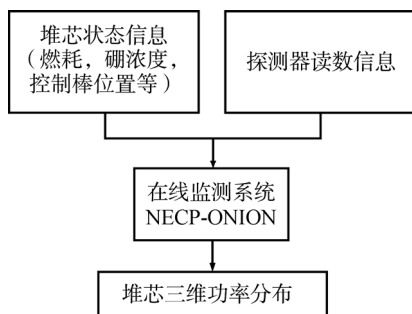 堆芯状态信息
（燃耗，硼浓度，
控制棒位置等）
探测器读数信息
在线监测系统
NECP-ONION
堆芯三维功率分布